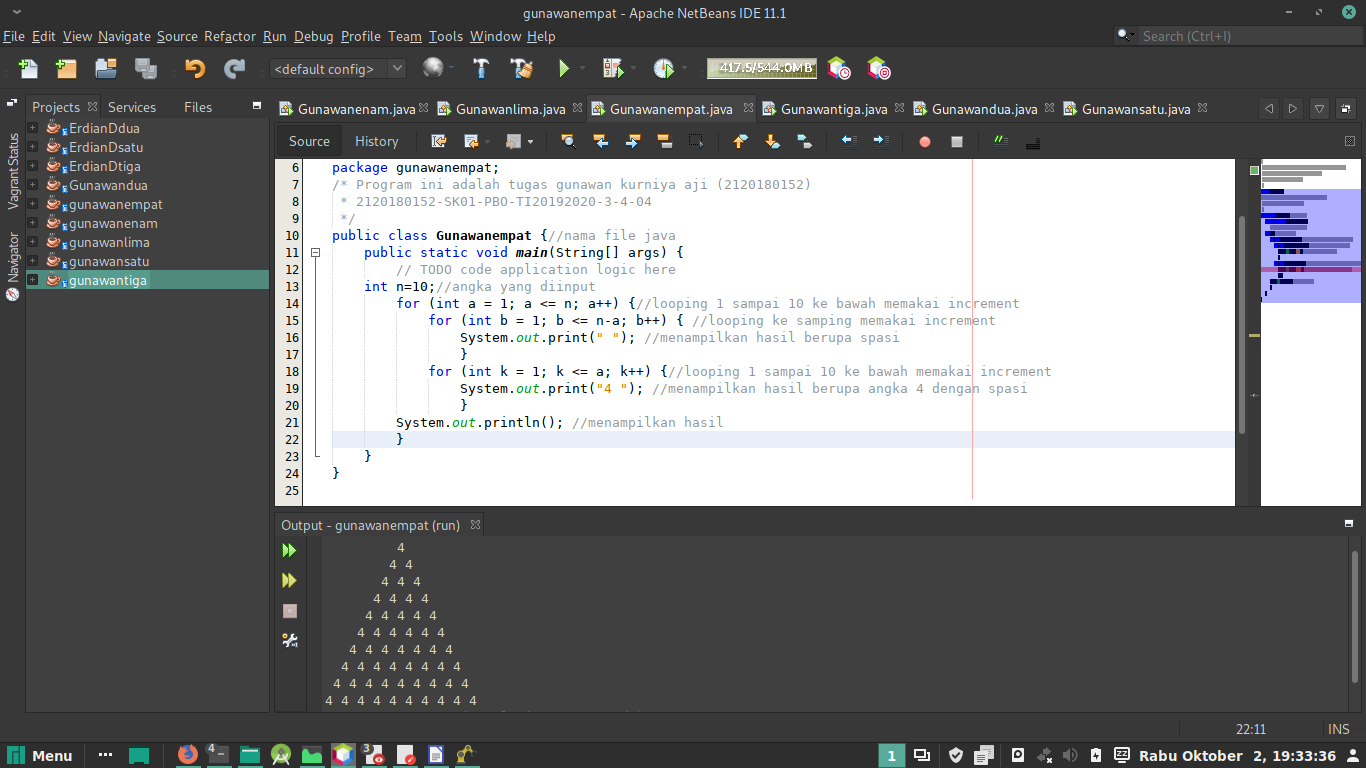 gunawanempat - Apache NetBeans IDE 11.1
File Edit View Navigate Source Refactor Run Debug Profile Team Tools Window Help
Search (Ctrl+I)
<default config>
417.5/544.0MB
Projects Services Files
Gunawanenam.java Gunawanlima.java Gunawanempat.java Gunawantiga.java Gunawandua.java Gunawansatu.java
Vagrant Status
Navigator
ErdianDdua
ErdianDsatu
ErdianDtiga
Gunawandua
gunawanempat
gunawanenam
gunawanlima
gunawansatu
gunawantiga
Source History
6 package gunawanempat;
7 /* Program ini adalah tugas gunawan kurniya aji (2120180152)
8 * 2120180152-SK01-PBO-TI20192020-3-4-04
9 */
10 public class Gunawanempat {//nama file java
11 public static void main(String[] args) {
12 // TODO code application logic here
13 int n=10;//angka yang diinput
14 for (int a = 1; a <= n; a++) {//looping 1 sampai 10 ke bawah memakai increment
15 for (int b = 1; b <= n-a; b++) { //looping ke samping memakai increment
16 System.out.print(" "); //menampilkan hasil berupa spasi
17 }
18 for (int k = 1; k <= a; k++) {//looping 1 sampai 10 ke bawah memakai increment
19 System.out.print("4 "); //menampilkan hasil berupa angka 4 dengan spasi
20 }
21 System.out.println(); //menampilkan hasil
22 }
23 }
24 }
25
Output - gunawanempat (run)
4
4 4
4 4 4
4 4 4 4
4 4 4 4 4
4 4 4 4 4 4
4 4 4 4 4 4 4
4 4 4 4 4 4 4 4
4 4 4 4 4 4 4 4 4
4 4 4 4 4 4 4 4 4 4
22:11 INS
Menu 4 3 1 Rabu Oktober 2, 19:33:36